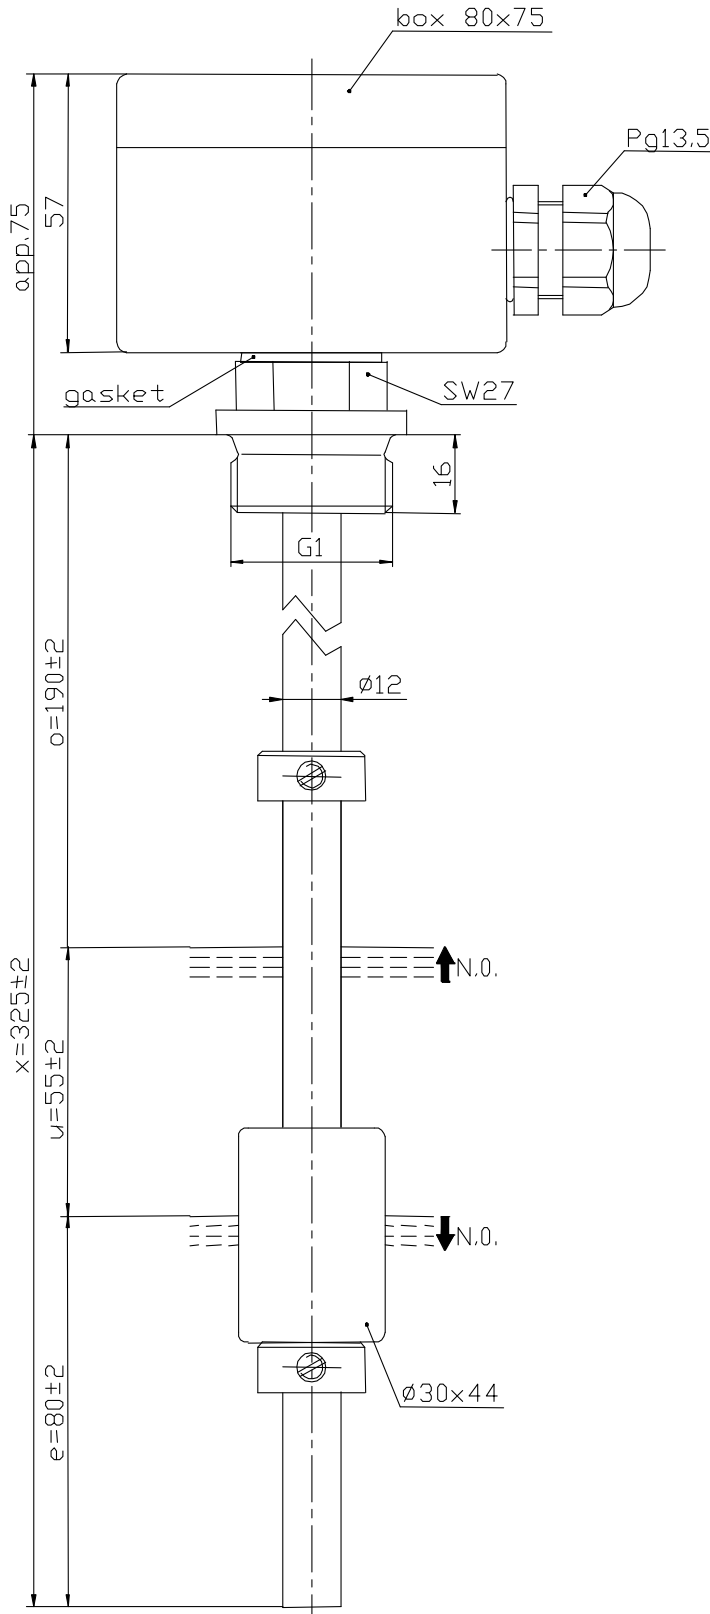 box 80x75
Pg13,5
app.75
57
gasket
SW27
16
G1
o=190±2
ø12
x=325±2
N.O.
u=55±2
N.O.
e=80±2
ø30x44